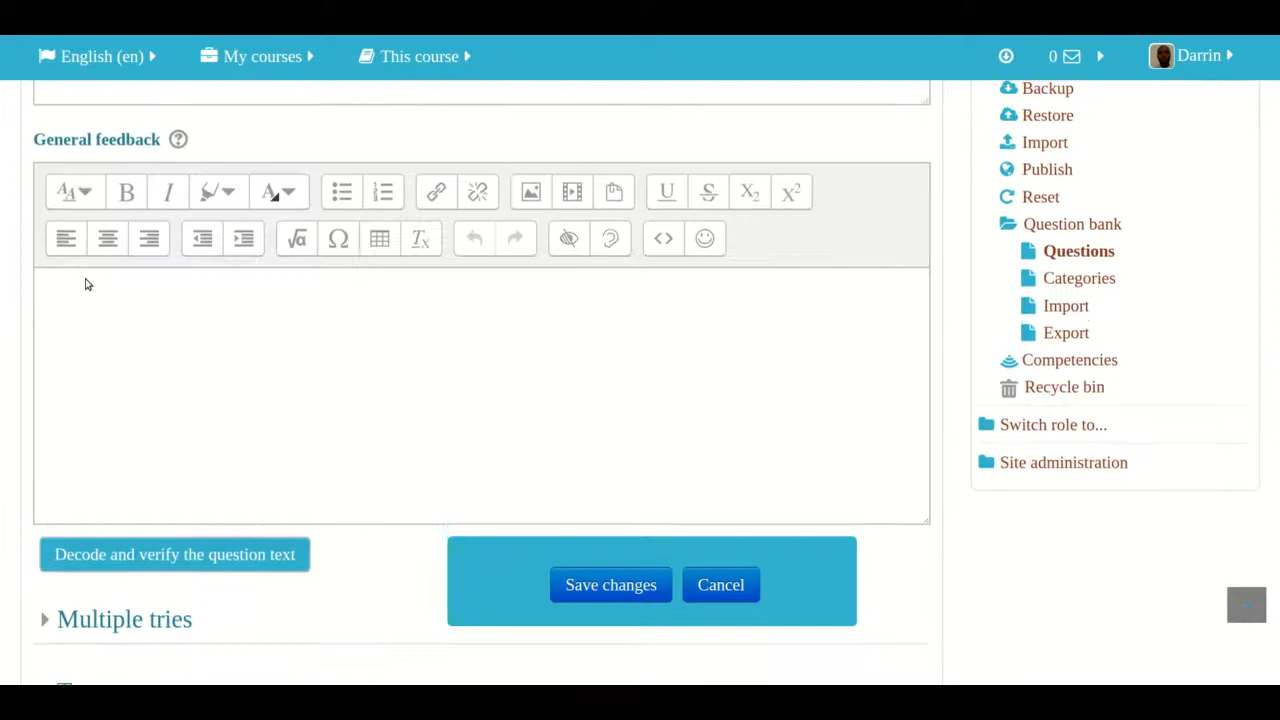 English (en)
My courses
This course
0
Darrin
General feedback
Backup
Restore
Import
Publish
Reset
Question bank
Questions
Categories
Import
Export
Competencies
Recycle bin
Switch role to...
Site administration
Decode and verify the question text
Save changes
Cancel
Multiple tries